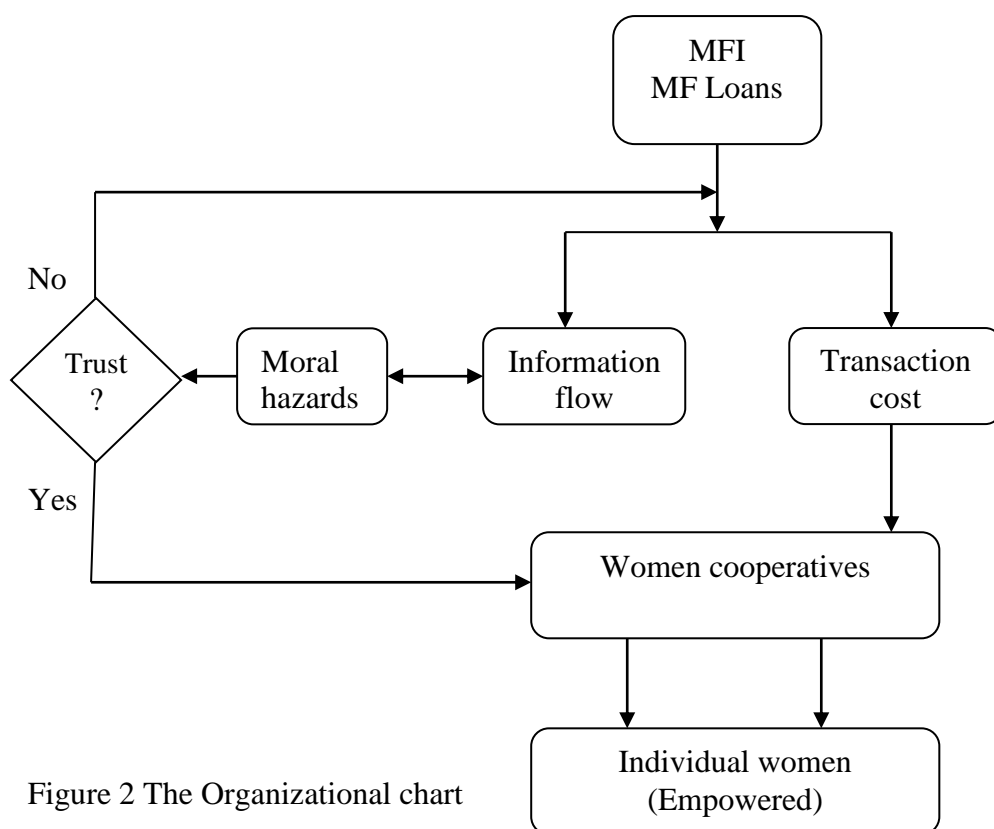 MFI
MF Loans
No
Trust
?
Moral
hazards
Information
flow
Transaction
cost
Yes
Women cooperatives
Individual women
(Empowered)
Figure 2 The Organizational chart